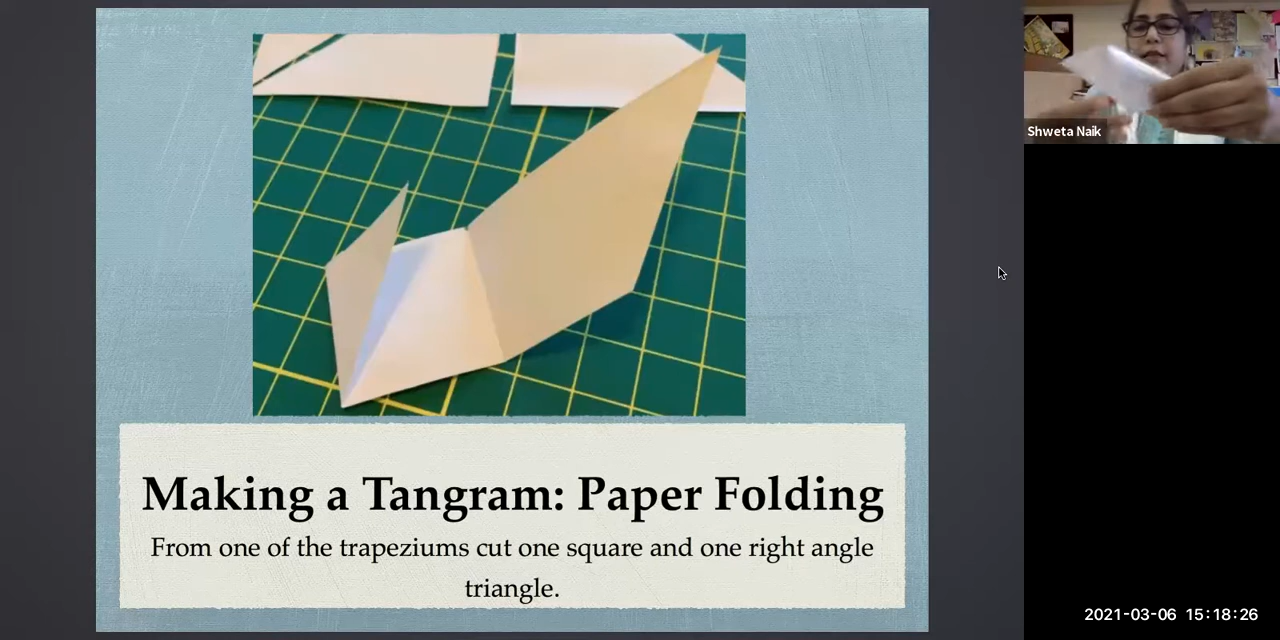 Shweta Naik
Making a Tangram: Paper Folding
From one of the trapeziums cut one square and one right angle
triangle.
2021-03-06 15:18:26